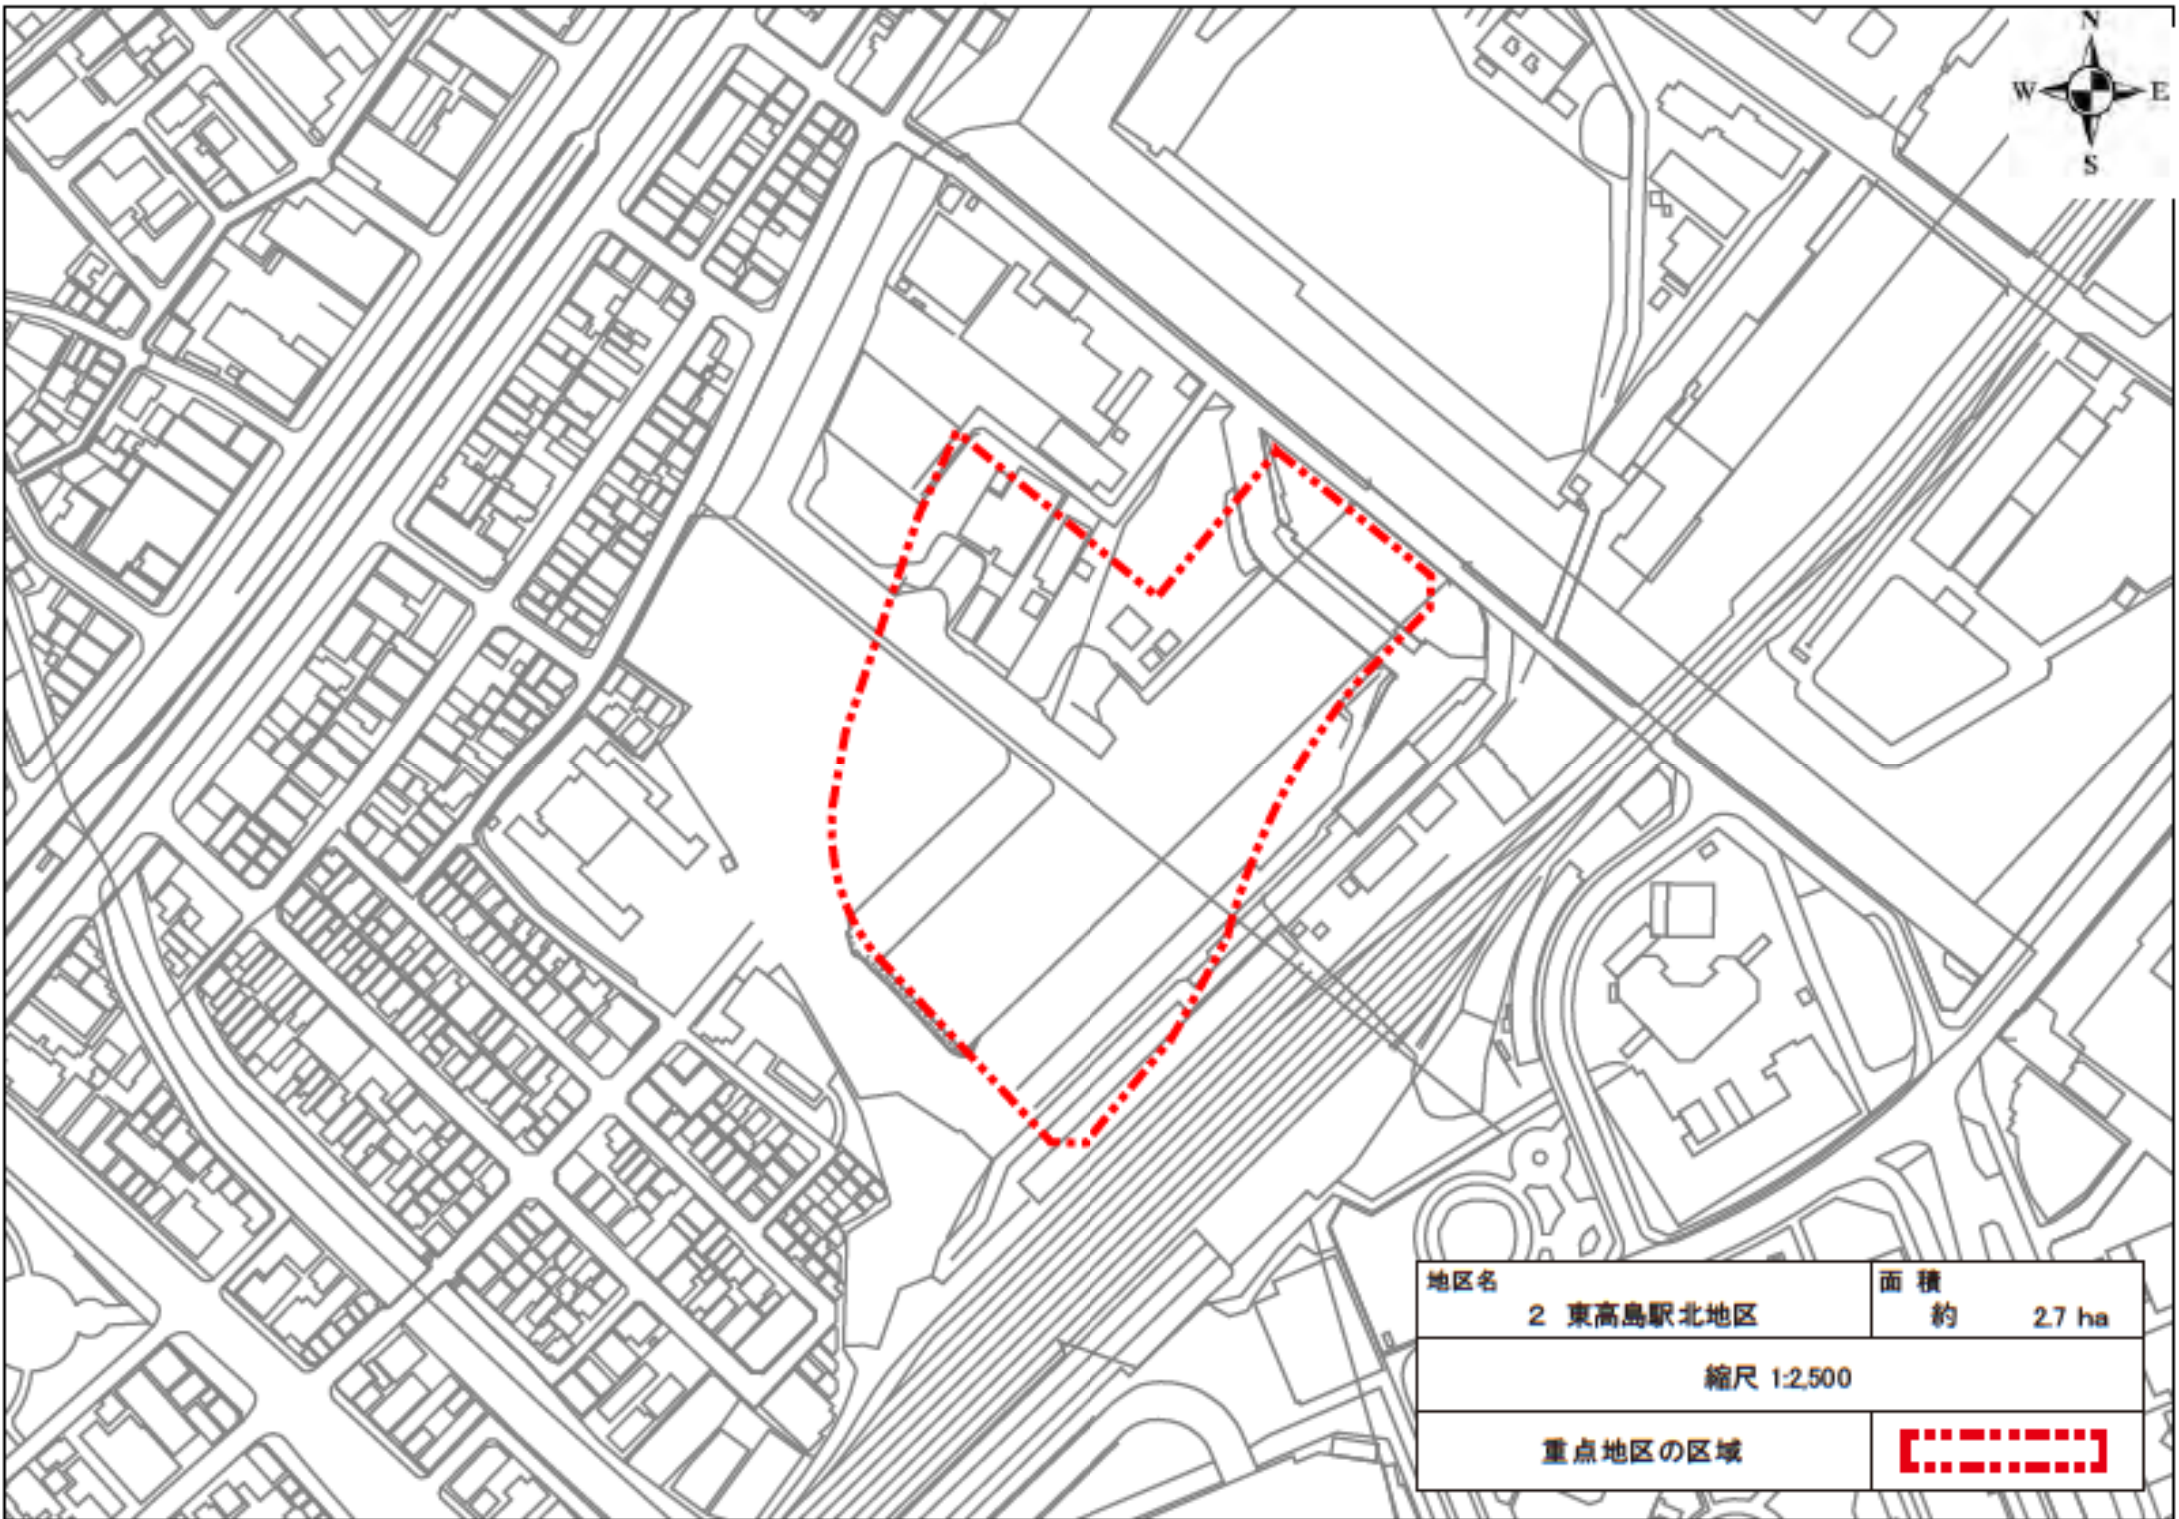 N
W E
S
地区名
2 東高島駅北地区
面 積
約 2.7 ha
縮尺 1:2,500
重点地区の区域